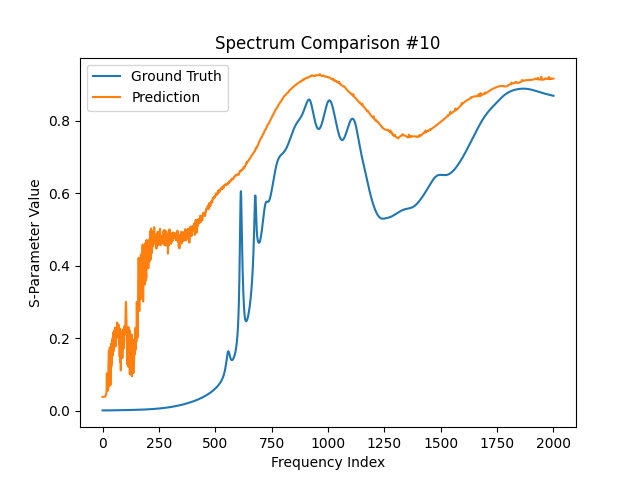 Spectrum Comparison #10
Ground Truth
Prediction
S-Parameter Value
0.8
0.6
0.4
0.2
0.0
0 250 500 750 1000 1250 1500 1750 2000
Frequency Index